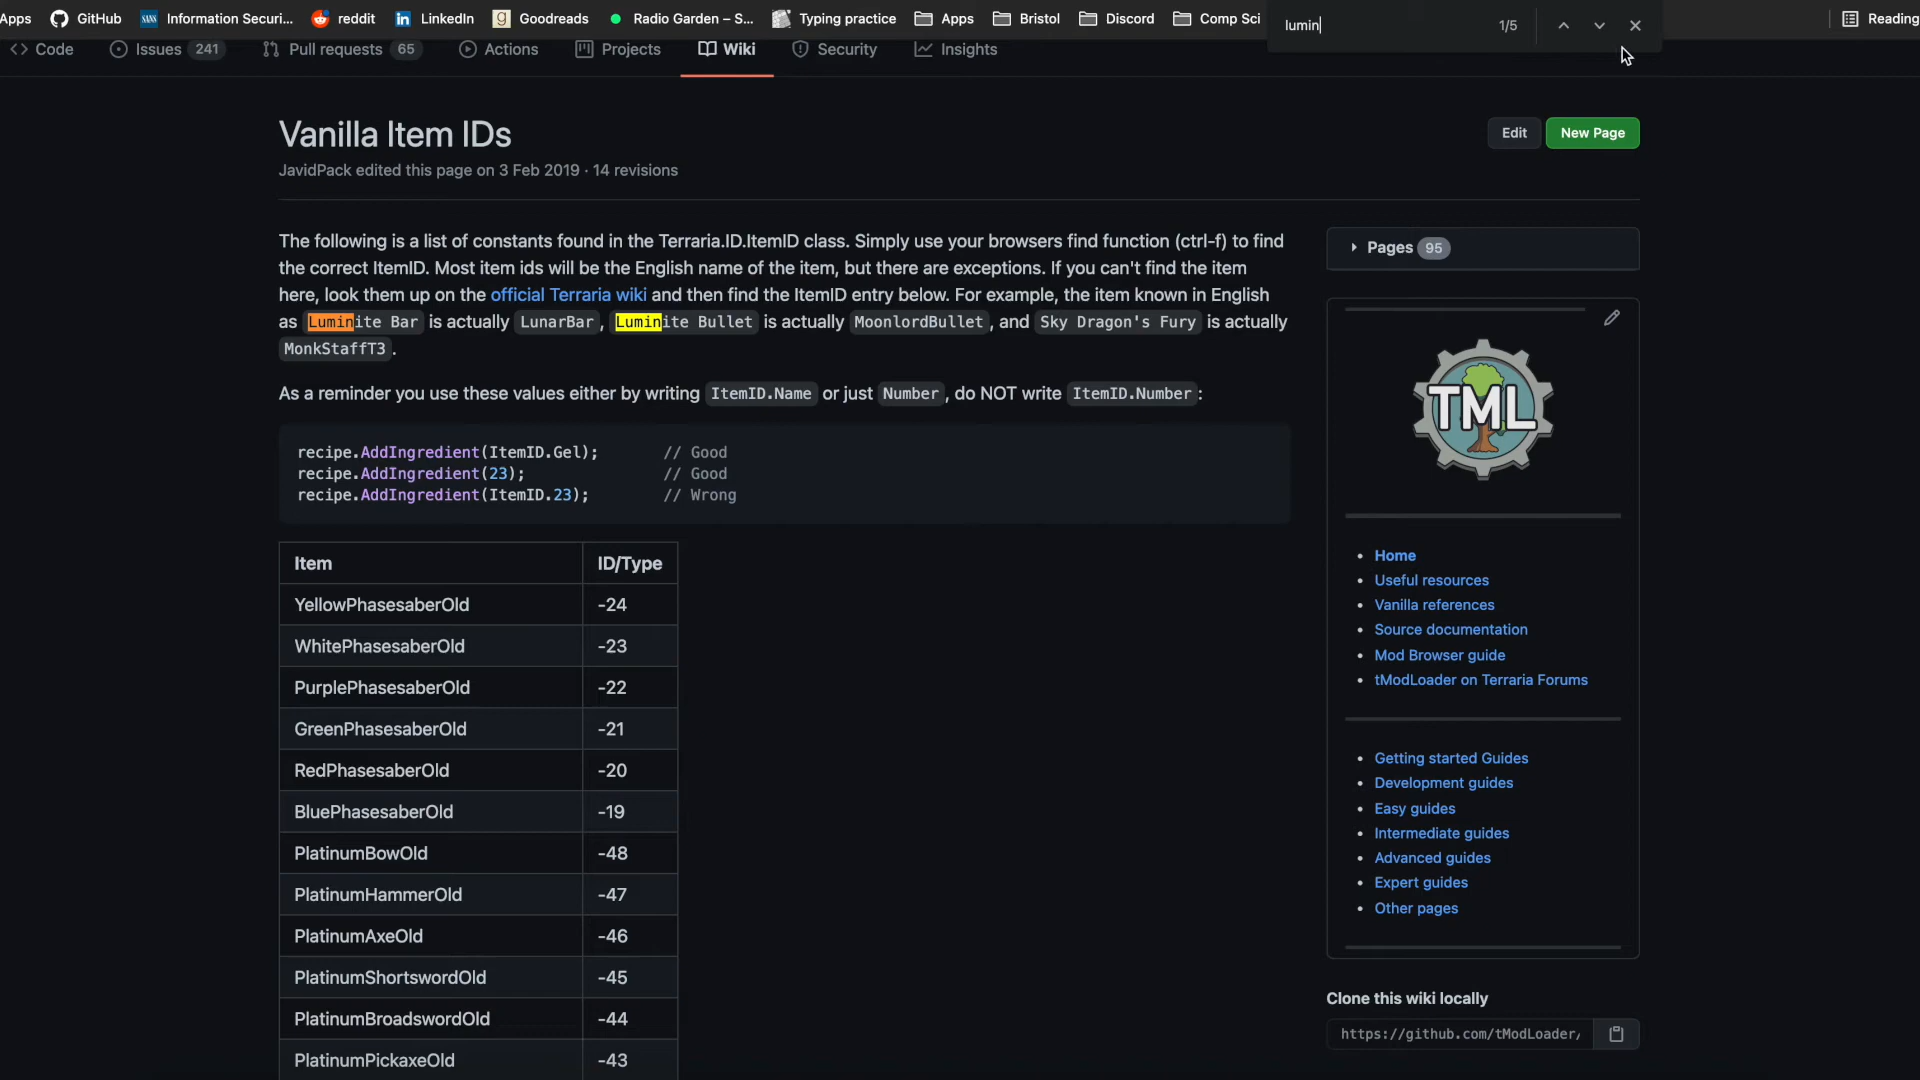 Apps GitHub SANS Information Securi... reddit LinkedIn Goodreads Radio Garden – S... Typing practice Apps Bristol Discord Comp Sci lumin 1/5 Reading
Code Issues 241 Pull requests 65 Actions Projects Wiki Security Insights
Vanilla Item IDs
Edit New Page
JavidPack edited this page on 3 Feb 2019 · 14 revisions
The following is a list of constants found in the Terraria.ID.ItemID class. Simply use your browsers find function (ctrl-f) to find
the correct ItemID. Most item ids will be the English name of the item, but there are exceptions. If you can't find the item
here, look them up on the official Terraria wiki and then find the ItemID entry below. For example, the item known in English
as Luminite Bar is actually LunarBar, Luminite Bullet is actually MoonlordBullet, and Sky Dragon's Fury is actually
MonkStaffT3.
As a reminder you use these values either by writing ItemID.Name or just Number, do NOT write ItemID.Number:
recipe.AddIngredient(ItemID.Gel); // Good
recipe.AddIngredient(23); // Good
recipe.AddIngredient(ItemID.23); // Wrong
Item ID/Type
YellowPhasesaberOld -24
WhitePhasesaberOld -23
PurplePhasesaberOld -22
GreenPhasesaberOld -21
RedPhasesaberOld -20
BluePhasesaberOld -19
PlatinumBowOld -48
PlatinumHammerOld -47
PlatinumAxeOld -46
PlatinumShortswordOld -45
PlatinumBroadswordOld -44
PlatinumPickaxeOld -43
Pages 95
TML
Home
Useful resources
Vanilla references
Source documentation
Mod Browser guide
tModLoader on Terraria Forums
Getting started Guides
Development guides
Easy guides
Intermediate guides
Advanced guides
Expert guides
Other pages
Clone this wiki locally
https://github.com/tModLoader/